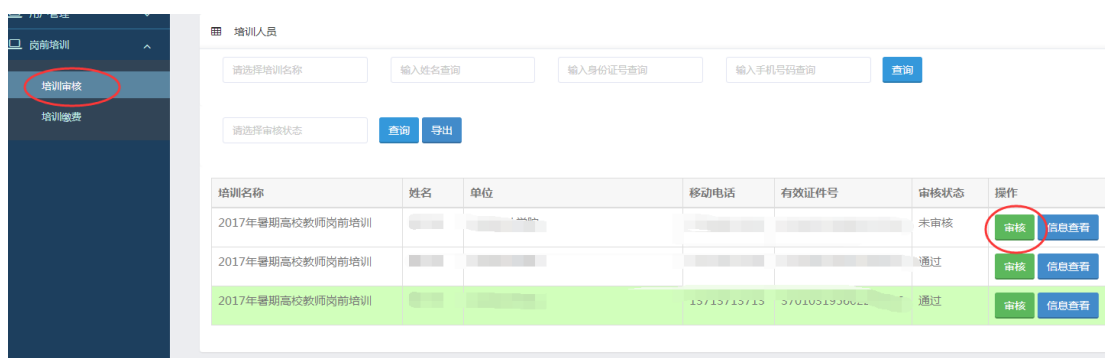 用户管理
岗前培训
培训审核
培训缴费
培训人员
请选择培训名称 输入姓名查询 输入身份证号查询 输入手机号码查询 查询
请选择审核状态 查询 导出
培训名称 姓名 单位 移动电话 有效证件号 审核状态 操作
2017年暑期高校教师岗前培训 未审核 审核 信息查看
2017年暑期高校教师岗前培训 通过 审核 信息查看
2017年暑期高校教师岗前培训 通过 审核 信息查看